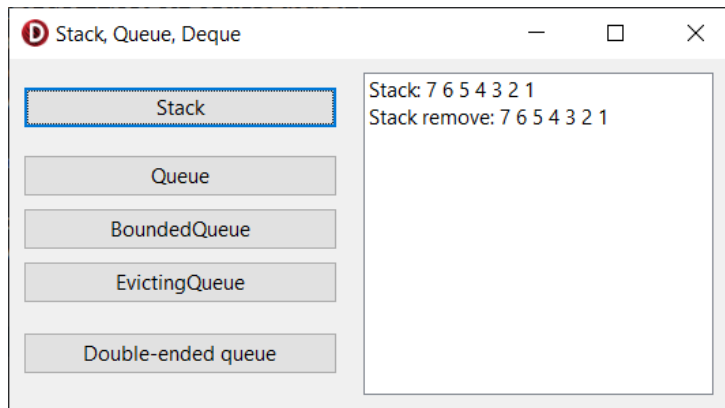 Stack, Queue, Deque
Stack
Queue
BoundedQueue
EvictingQueue
Double-ended queue
Stack: 7 6 5 4 3 2 1
Stack remove: 7 6 5 4 3 2 1